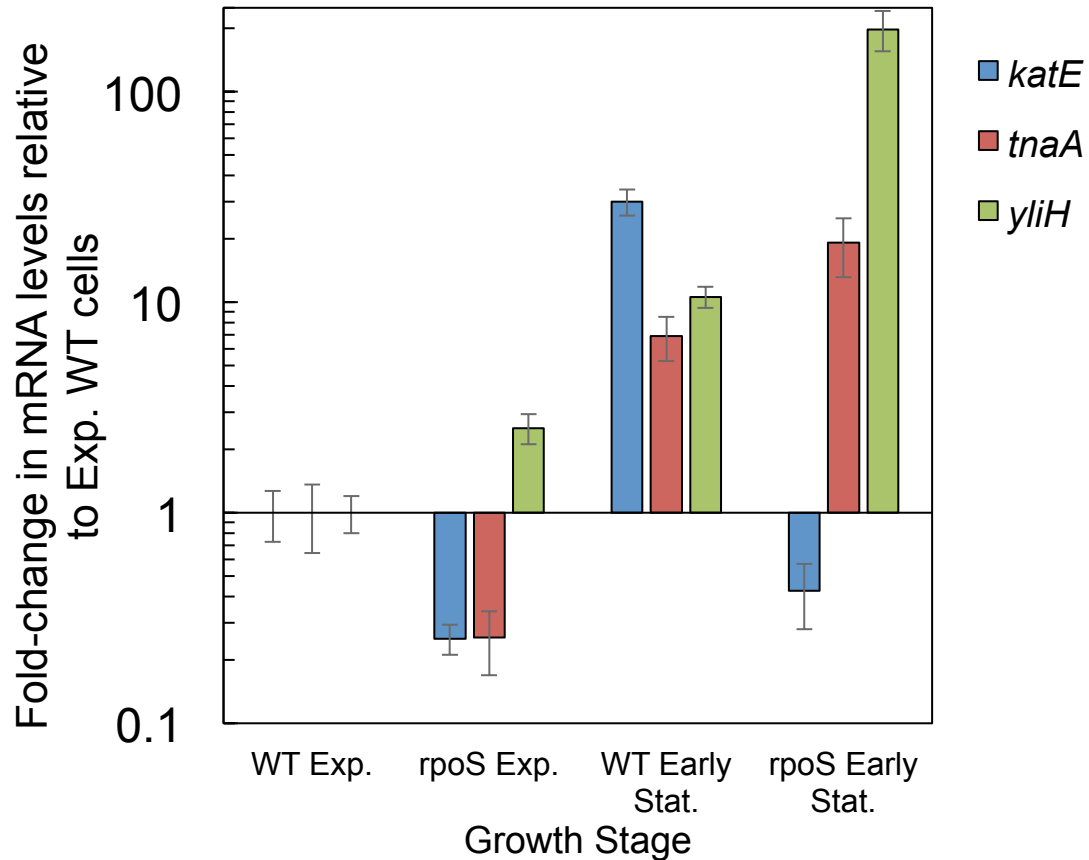 Fold-change in mRNA levels relative
to Exp. WT cells
100
10
1
0.1
WT Exp.
rpoS Exp.
WT Early
Stat.
rpoS Early
Stat.
Growth Stage
katE
tnaA
yliH